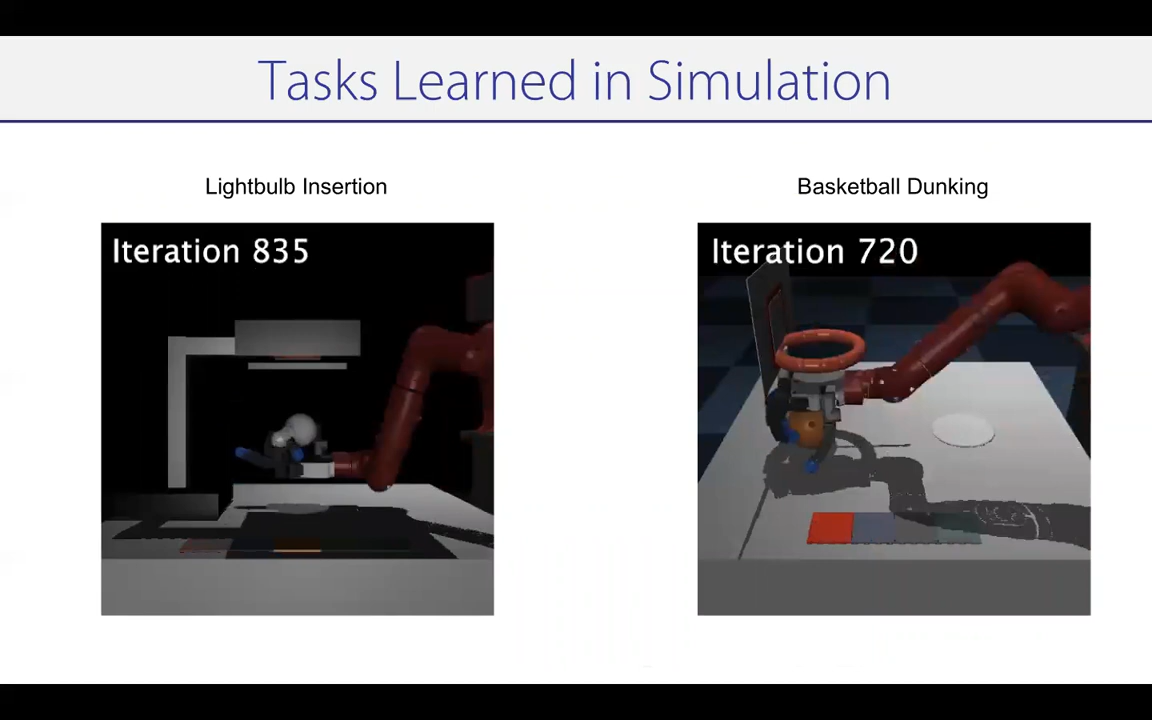 Tasks Learned in Simulation
Lightbulb Insertion
Basketball Dunking
Iteration 835
Iteration 720